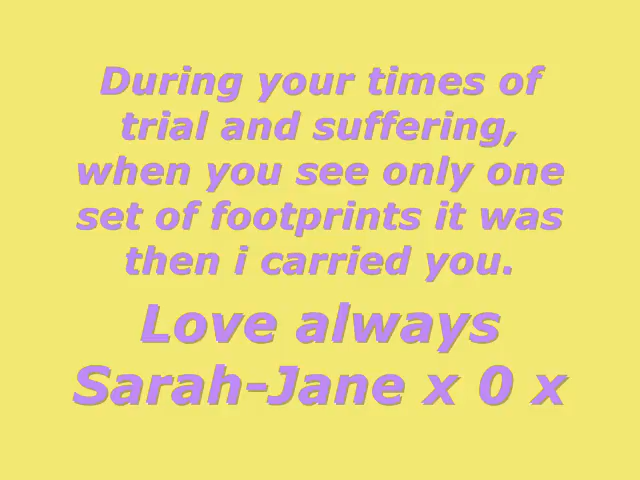 During your times of
trial and suffering,
when you see only one
set of footprints it was
then i carried you.
Love always
Sarah-Jane x 0 x